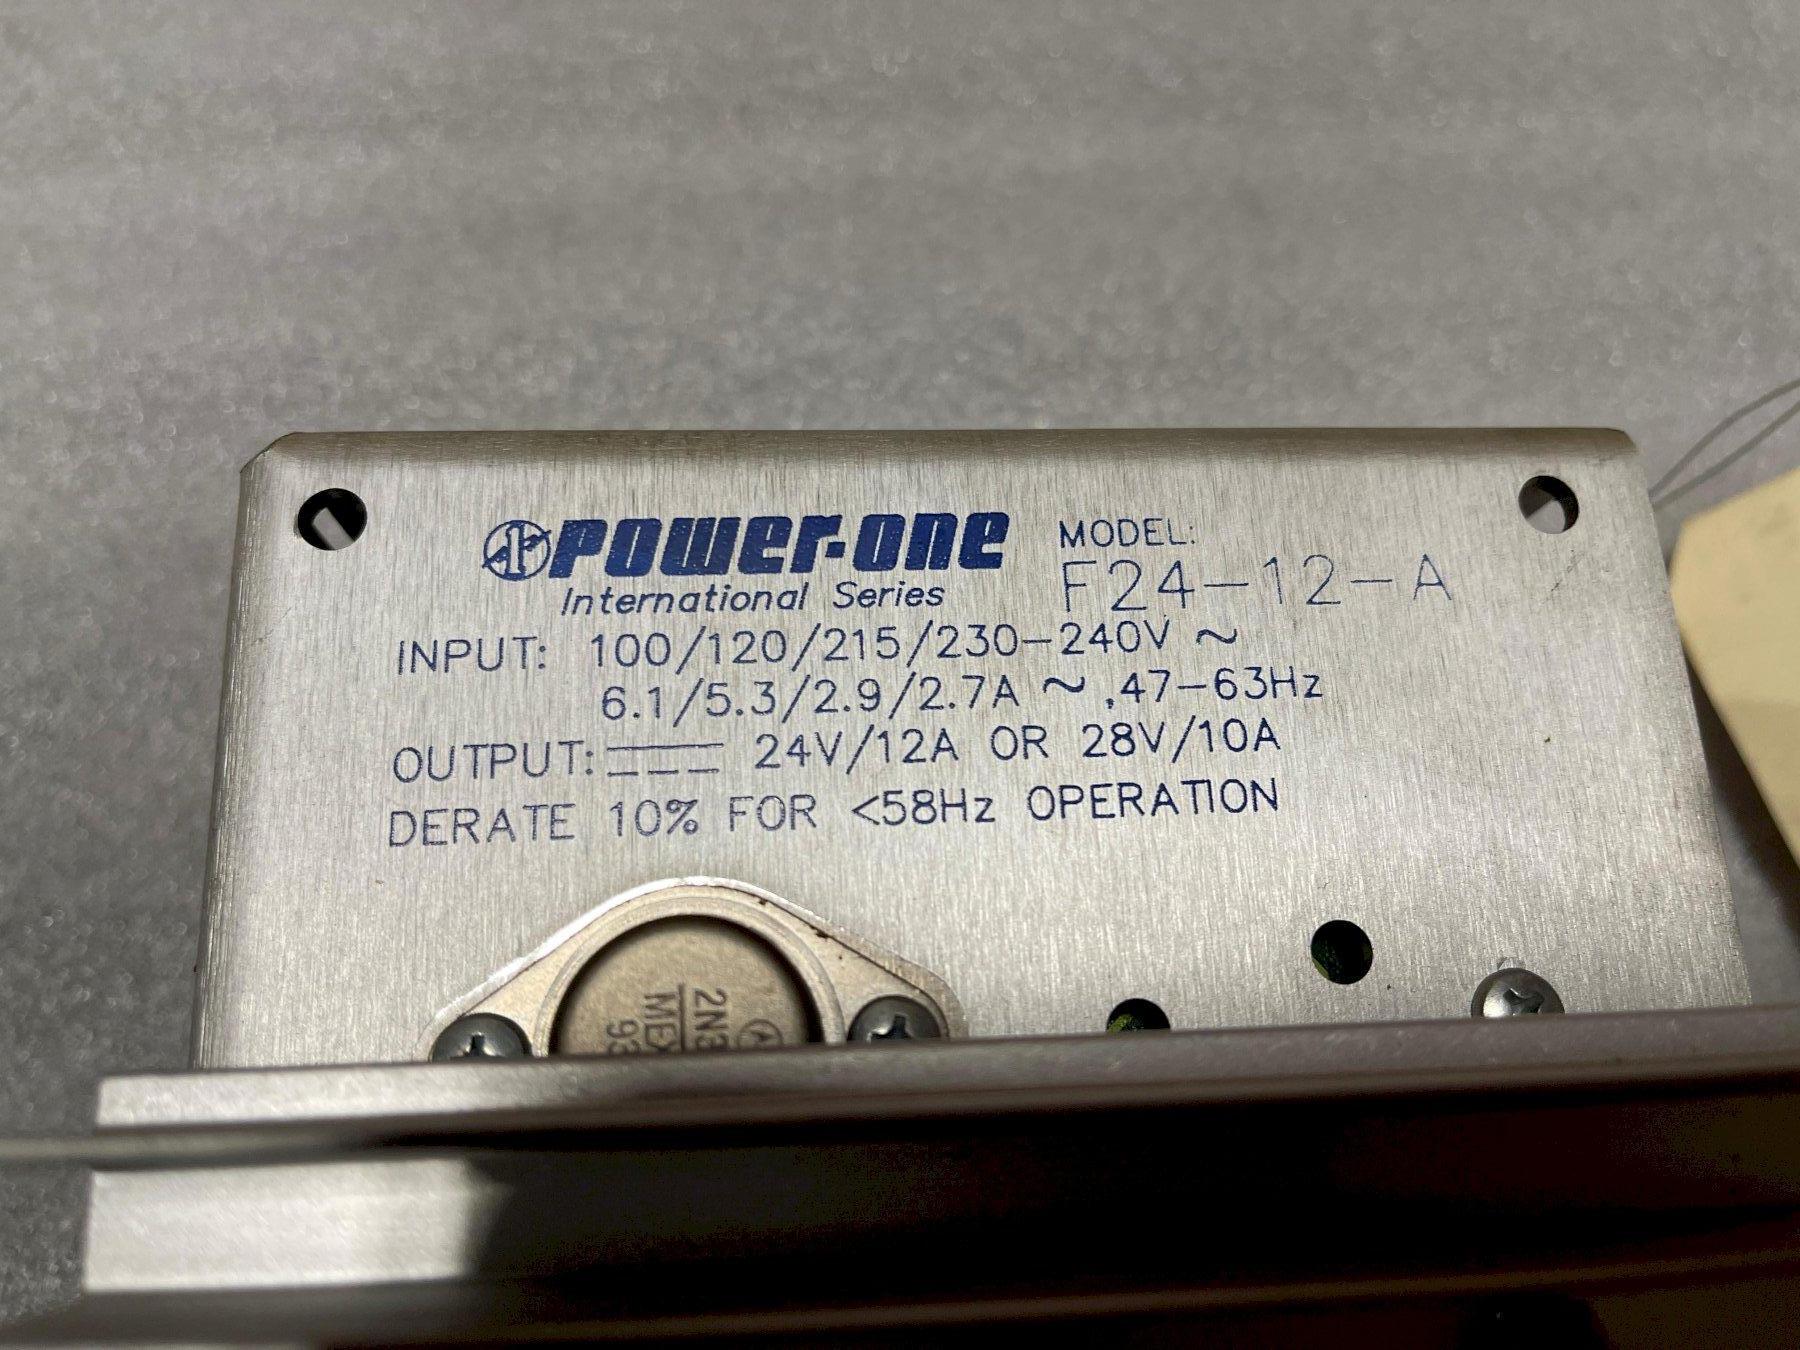 POWER-ONE
International Series
MODEL:
F24-12-A
INPUT: 100/120/215/230-240V ~
6.1/5.3/2.9/2.7A ~ ,47-63Hz
OUTPUT: 24V/12A OR 28V/10A
DERATE 10% FOR <58Hz OPERATION